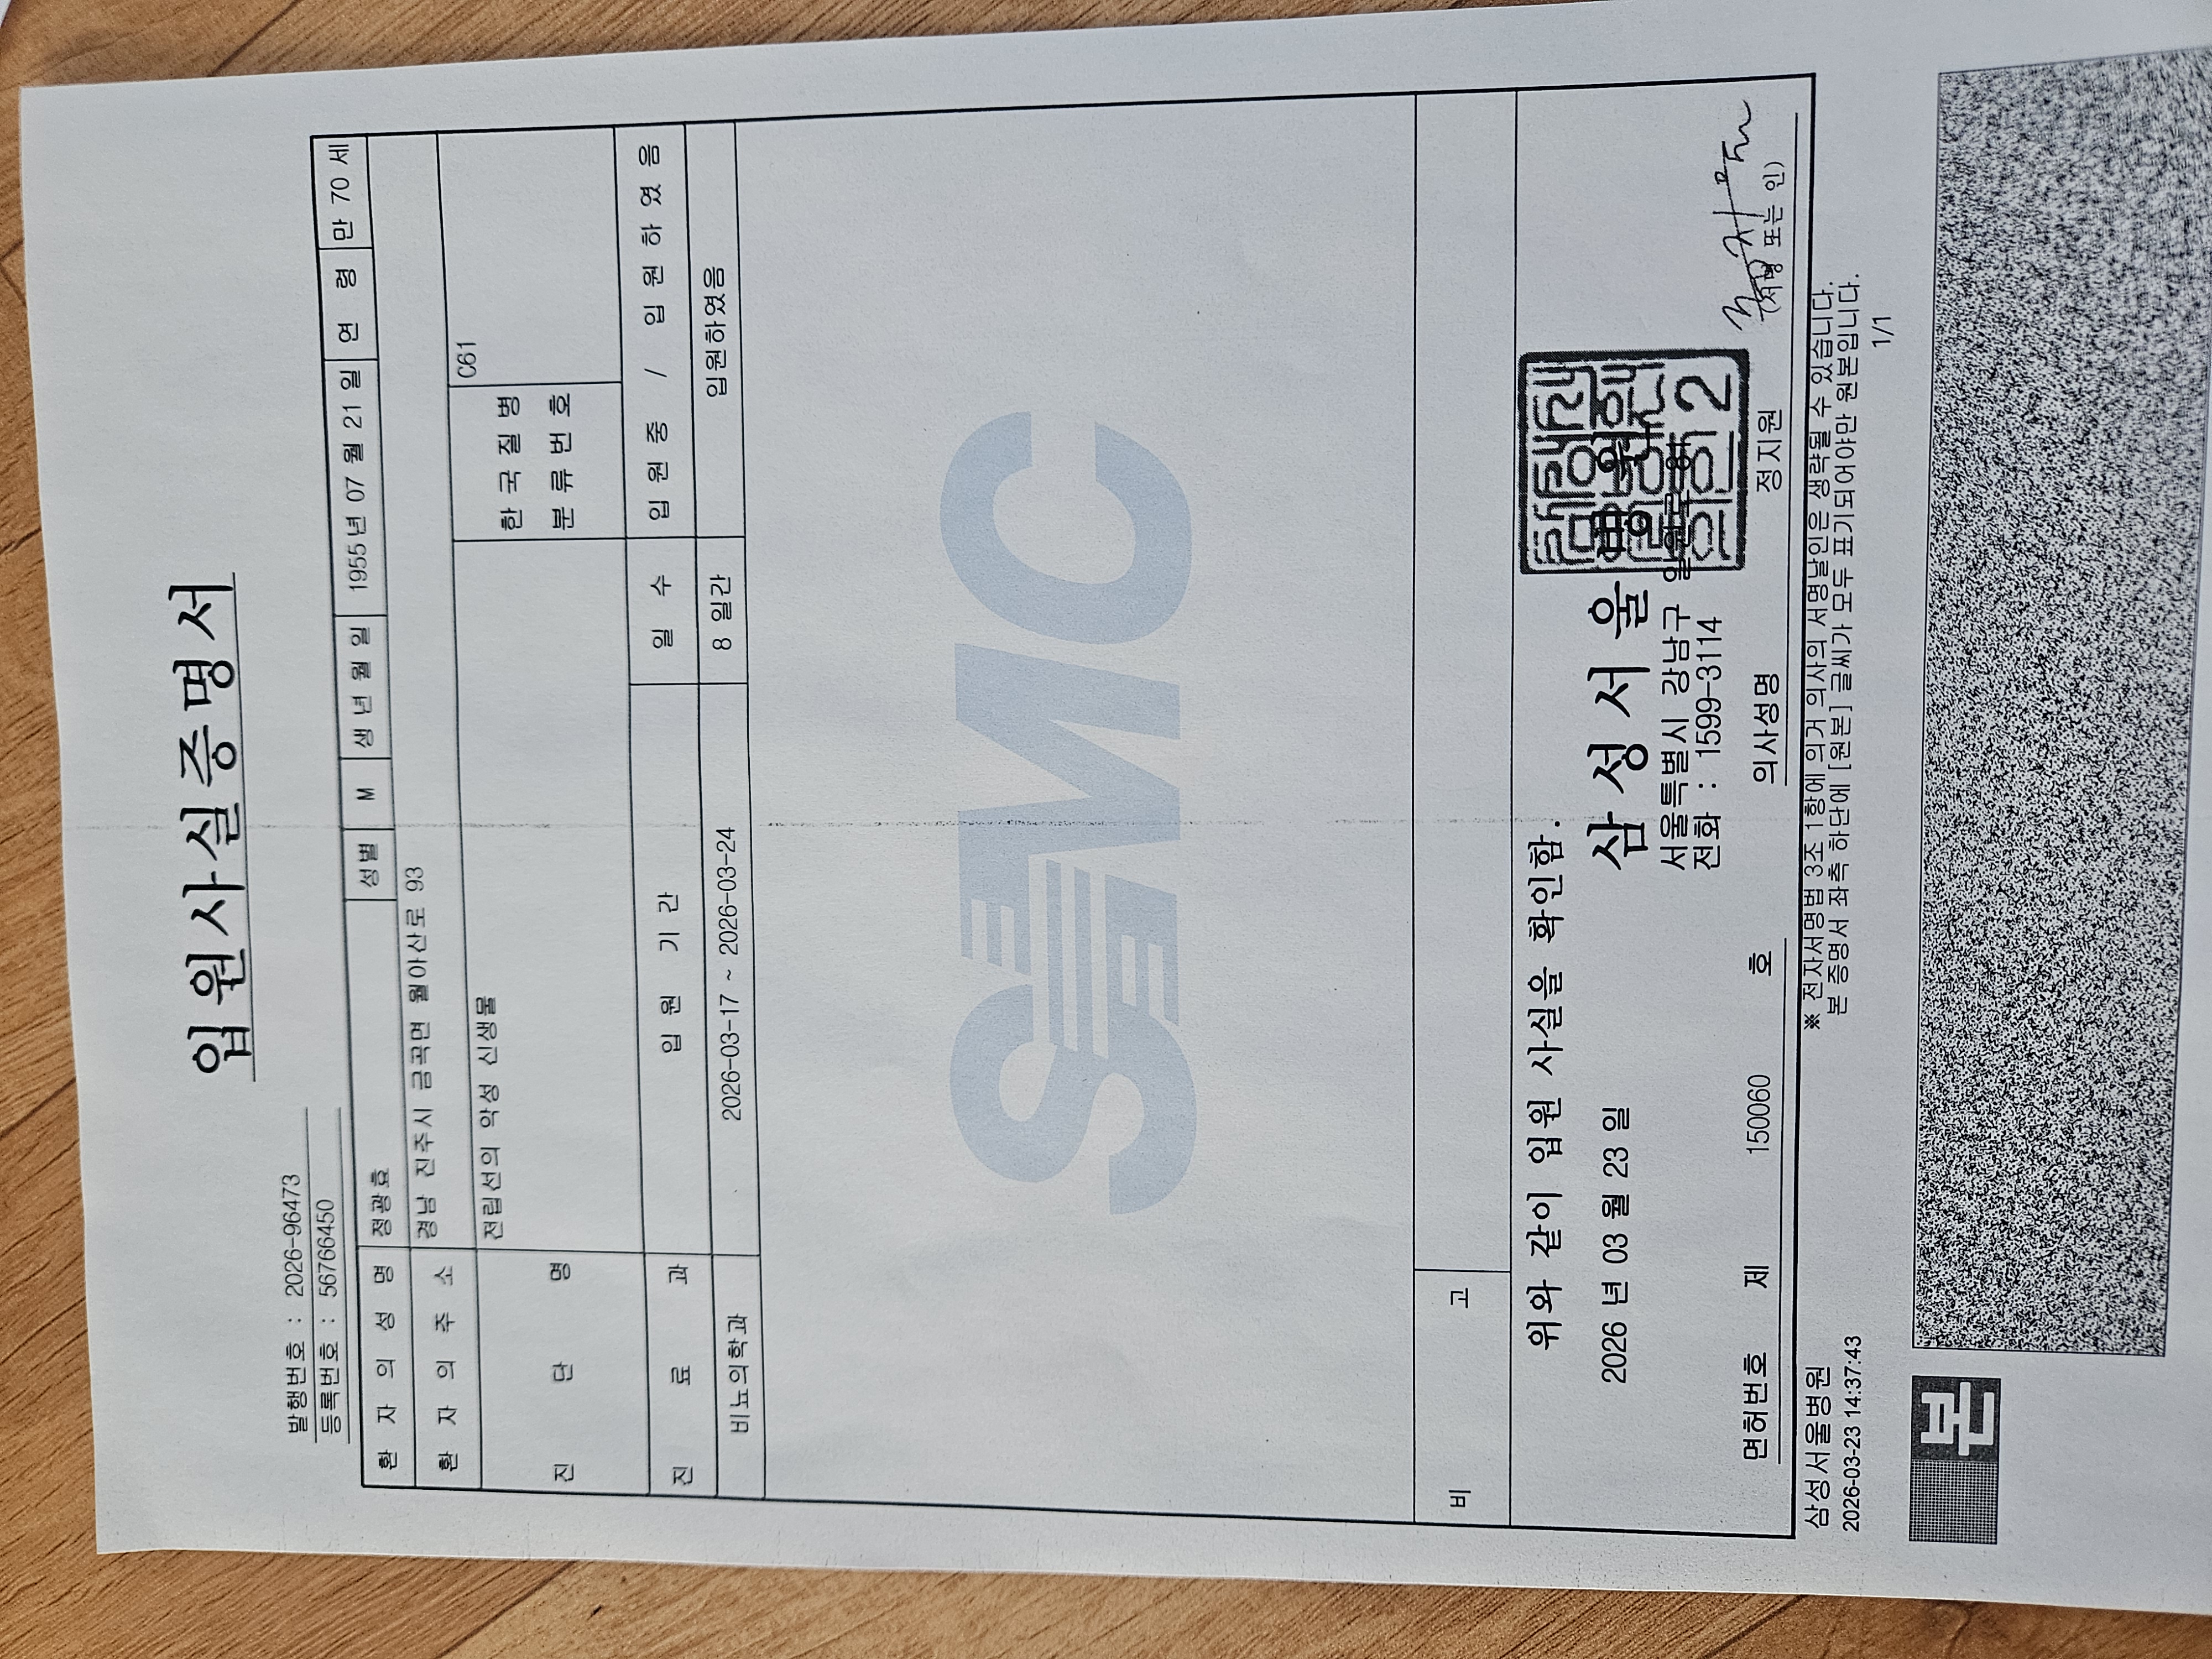 입원사실증명서
발행번호 : 2026-96473
등록번호 : 56766450
환자의성명 정광효 성별 M 생년월일 1955년 07월 21일 연령 만 70 세
환자의주소 경남 진주시 금곡면 월아산로 93
진단명 전립선의 악성 신생물 한국질병 분류번호 C61
진료과 입원기간 일수 입원중 / 입원하였음
비뇨의학과 2026-03-17 ~ 2026-03-24 8 일간 입원하였음
SMC
비고
위와 같이 입원 사실을 확인함.
2026 년 03 월 23 일
삼성서울
서울특별시 강남구
전화 : 1599-3114
면허번호 제 150060 호 의사성명 정지원 (서명 또는 인)
※ 전자서명법 3조 1항에 의거 의사의 서명날인은 생략될 수 있습니다.
본 증명서 좌측 하단에 [원본] 글씨가 모두 표기되어야만 원본입니다.
삼성서울병원
2026-03-23 14:37:43
1/1
본